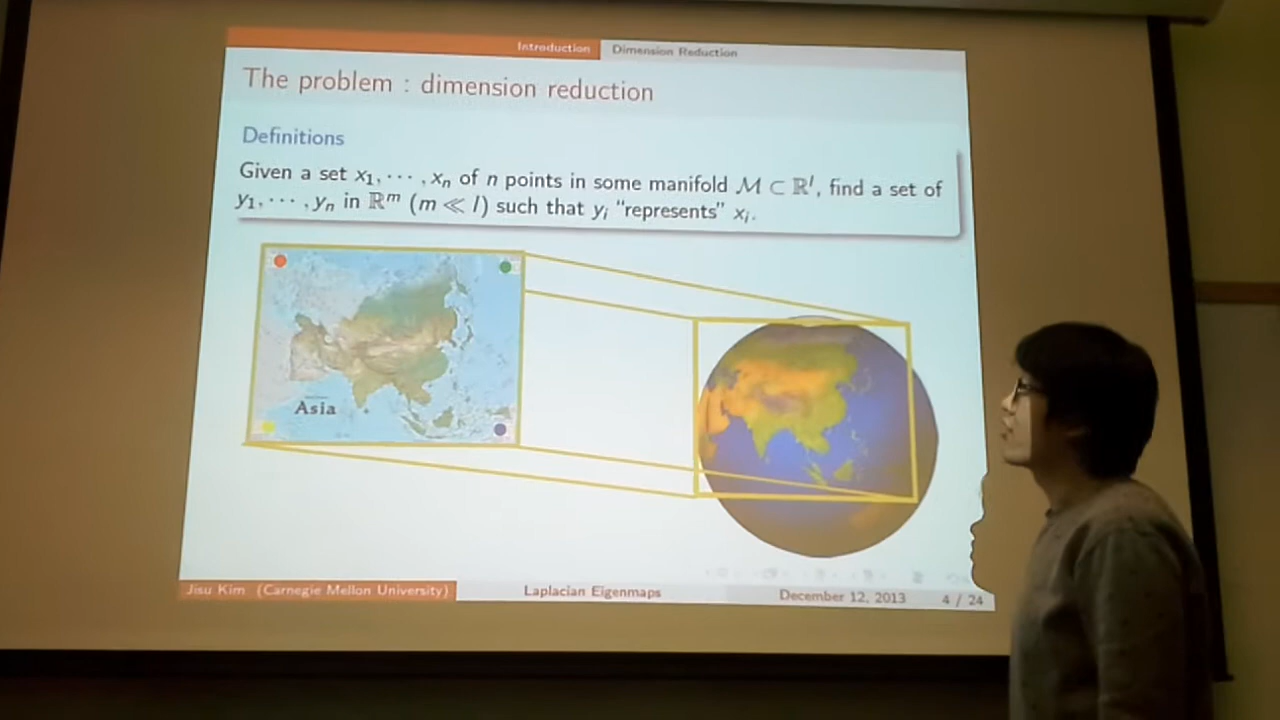 Introduction Dimension Reduction
The problem : dimension reduction
Definitions
Given a set x₁, ⋯ , xₙ of n points in some manifold ℳ ⊂ ℝˡ, find a set of
y₁, ⋯ , yₙ in ℝᵐ (m ≪ l) such that yᵢ “represents” xᵢ.
Asia
Jisu Kim (Carnegie Mellon University) Laplacian Eigenmaps December 12, 2013 4 / 24